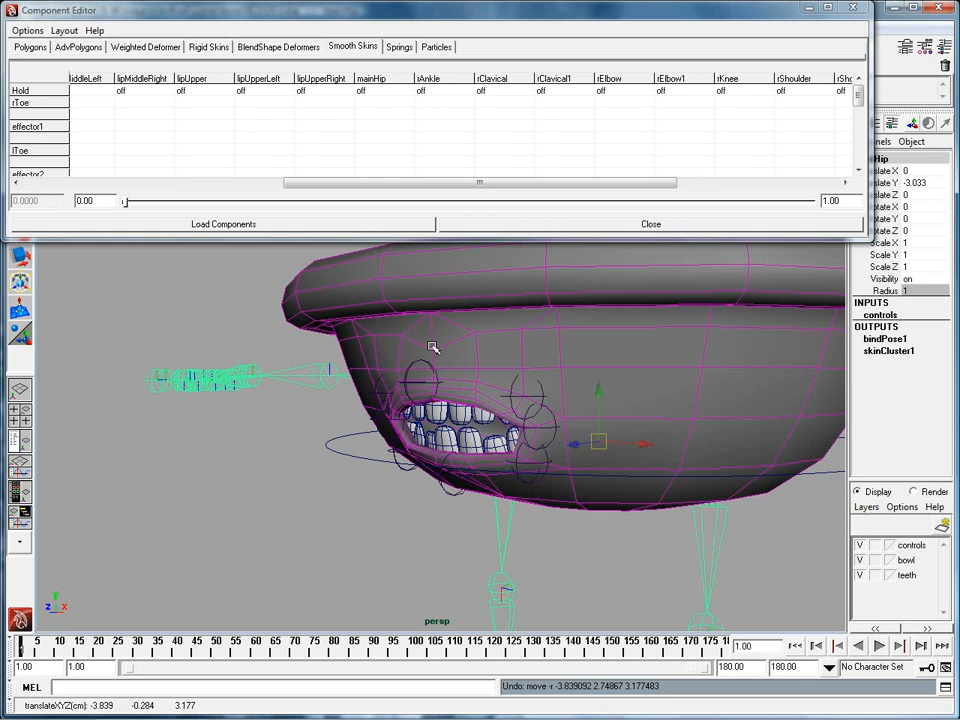 Component Editor
Options Layout Help
Polygons AdvPolygons Weighted Deformer Rigid Skins BlendShape Deformers Smooth Skins Springs Particles
iddleLeft lipMiddleRight lipUpper lipUpperLeft lipUpperRight mainHip rAnkle rClavical rClavical1 rElbow rElbow1 rKnee rShoulder
Hold off off off off off off off off off off off off
rToe
effector1
lToe
effector2
0.0000 0.00 1.00
Load Components Close
nels Object
Hip
slate X 0
slate Y -3.033
slate Z 0
otate X 0
otate Y 0
otate Z 0
Scale X 1
Scale Y 1
Scale Z 1
Visibility on
Radius 1
INPUTS
controls
OUTPUTS
bindPose1
skinCluster1
Display Render
Layers Options Help
V controls
V bowl
V teeth
y
z x
persp
5 10 15 20 25 30 35 40 45 50 55 60 65 70 75 80 85 90 95 100 105 110 115 120 125 130 135 140 145 150 155 160 165 170 175 1.00
1.00 1.00 180.00 180.00 No Character Set
MEL Undo: move -r -3.839092 2.74867 3.177483
translateXYZ(cm): -3.839 -0.284 3.177